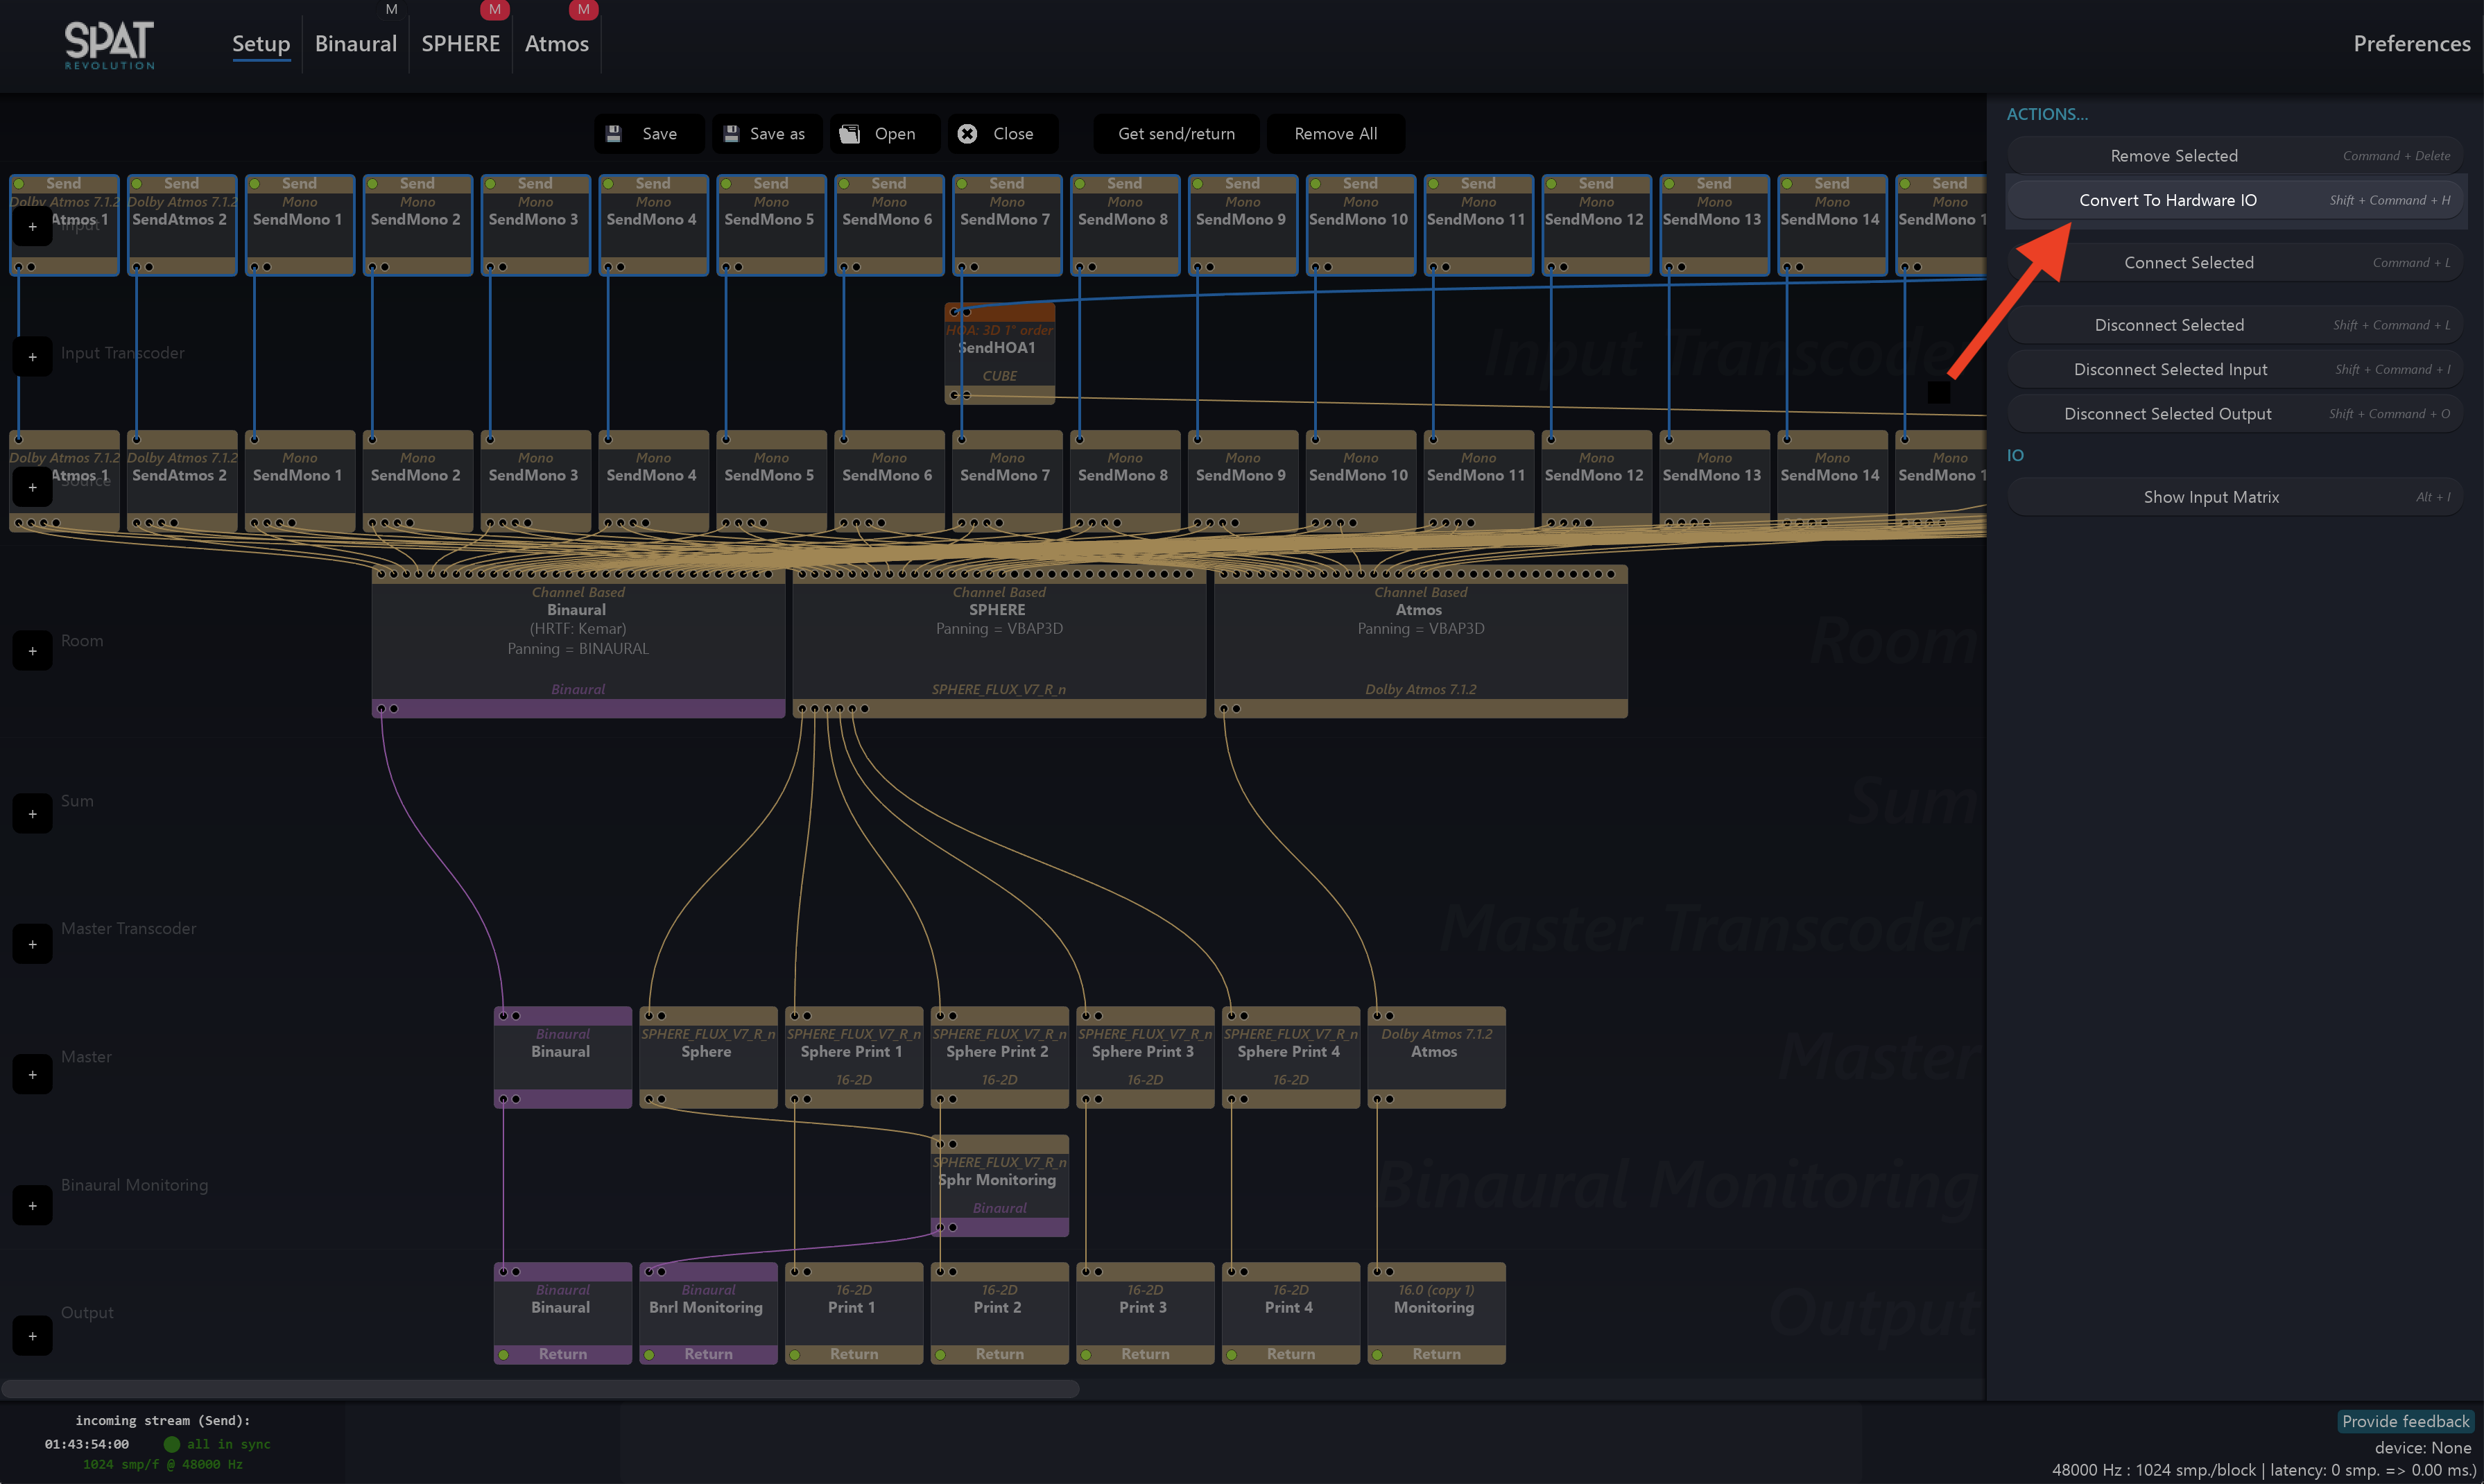 SPAT
REVOLUTION
Setup
Binaural
SPHERE
Atmos
M
M
M
Preferences
Save
Save as
Open
Close
Get send/return
Remove All
ACTIONS...
Remove Selected Command + Delete
Convert To Hardware IO Shift + Command + H
Connect Selected Command + L
Disconnect Selected Shift + Command + L
Disconnect Selected Input Shift + Command + I
Disconnect Selected Output Shift + Command + O
IO
Show Input Matrix Alt + I
Send Send Send Send Send Send Send Send Send Send Send Send Send Send Send Send Send
Dolby Atmos 7.1.2 Dolby Atmos 7.1.2 Mono Mono Mono Mono Mono Mono Mono Mono Mono Mono Mono Mono Mono Mono Mono
Atmos 1 SendAtmos 2 SendMono 1 SendMono 2 SendMono 3 SendMono 4 SendMono 5 SendMono 6 SendMono 7 SendMono 8 SendMono 9 SendMono 10 SendMono 11 SendMono 12 SendMono 13 SendMono 14 SendMono 1
+ Input
HOA: 3D 1° order
SendHOA1
CUBE
+ Input Transcoder
Input Transcode
Dolby Atmos 7.1.2 Dolby Atmos 7.1.2 Mono Mono Mono Mono Mono Mono Mono Mono Mono Mono Mono Mono Mono Mono Mono
Atmos 1 SendAtmos 2 SendMono 1 SendMono 2 SendMono 3 SendMono 4 SendMono 5 SendMono 6 SendMono 7 SendMono 8 SendMono 9 SendMono 10 SendMono 11 SendMono 12 SendMono 13 SendMono 14 SendMono 1
+ Source
Channel Based
Binaural
(HRTF: Kemar)
Panning = BINAURAL
Binaural
Channel Based
SPHERE
Panning = VBAP3D
SPHERE_FLUX_V7_R_n
Channel Based
Atmos
Panning = VBAP3D
Dolby Atmos 7.1.2
+ Room
Room
+ Sum
Sum
+ Master Transcoder
Master Transcoder
Binaural SPHERE_FLUX_V7_R_n SPHERE_FLUX_V7_R_n SPHERE_FLUX_V7_R_n SPHERE_FLUX_V7_R_n SPHERE_FLUX_V7_R_n Dolby Atmos 7.1.2
Binaural Sphere Sphere Print 1 Sphere Print 2 Sphere Print 3 Sphere Print 4 Atmos
16-2D 16-2D 16-2D 16-2D
+ Master
Master
SPHERE_FLUX_V7_R_n
Sphr Monitoring
Binaural
+ Binaural Monitoring
Binaural Monitoring
Binaural Binaural 16-2D 16-2D 16-2D 16-2D 16.0 (copy 1)
Binaural Bnrl Monitoring Print 1 Print 2 Print 3 Print 4 Monitoring
Return Return Return Return Return Return Return
+ Output
Output
incoming stream (Send):
01:43:54:00 all in sync
1024 smp/f @ 48000 Hz
Provide feedback
device: None
48000 Hz : 1024 smp./block | latency: 0 smp. => 0.00 ms.)